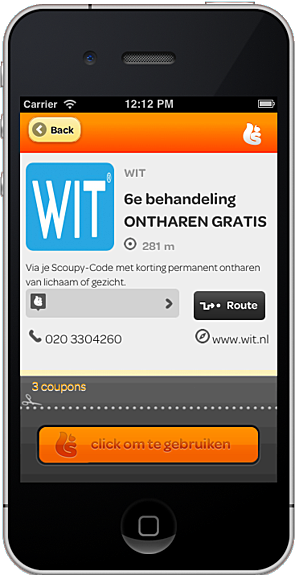 Carrier 12:12 PM
Back
WIT®
WIT
6e behandeling
ONTHAREN GRATIS
281 m
Via je Scoupy-Code met korting permanent ontharen
van lichaam of gezicht.
Route
020 3304260 www.wit.nl
3 coupons
click om te gebruiken